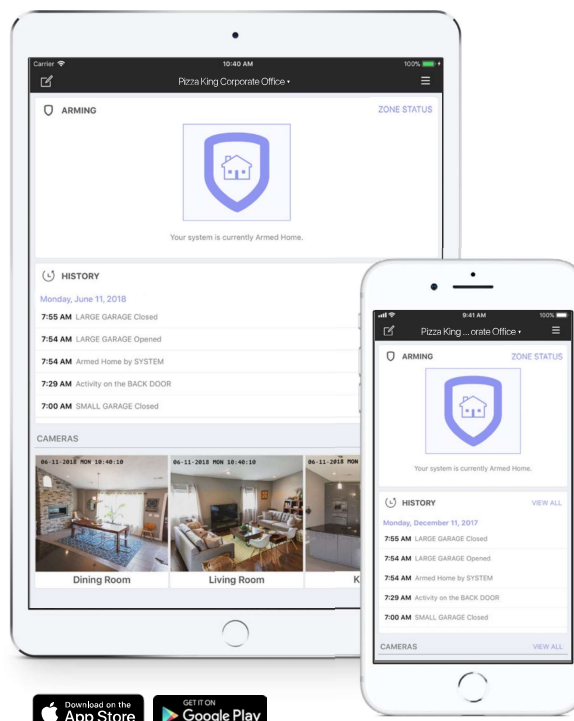 Carrier 10:40 AM 100%
Pizza King Corporate Office
ARMING ZONE STATUS
Your system is currently Armed Home.
HISTORY
Monday, June 11, 2018
7:55 AM LARGE GARAGE Closed
7:54 AM LARGE GARAGE Opened
7:54 AM Armed Home by SYSTEM
7:29 AM Activity on the BACK DOOR
7:00 AM SMALL GARAGE Closed
CAMERAS
06-11-2018 MON 10:40:10
06-11-2018 MON 10:40:10
06-11-2018 MON
Dining Room
Living Room
K
9:41 AM 100%
Pizza King ...orate Office
ARMING ZONE STATUS
Your system is currently Armed Home.
HISTORY VIEW ALL
Monday, December 11, 2017
7:55 AM LARGE GARAGE Closed
7:54 AM LARGE GARAGE Opened
7:54 AM Armed Home by SYSTEM
7:29 AM Activity on the BACK DOOR
7:00 AM SMALL GARAGE Closed
CAMERAS VIEW ALL
Download on the
App Store
GET IT ON
Google Play